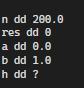 n dd 200.0
res dd 0
a dd 0.0
b dd 1.0
h dd ?